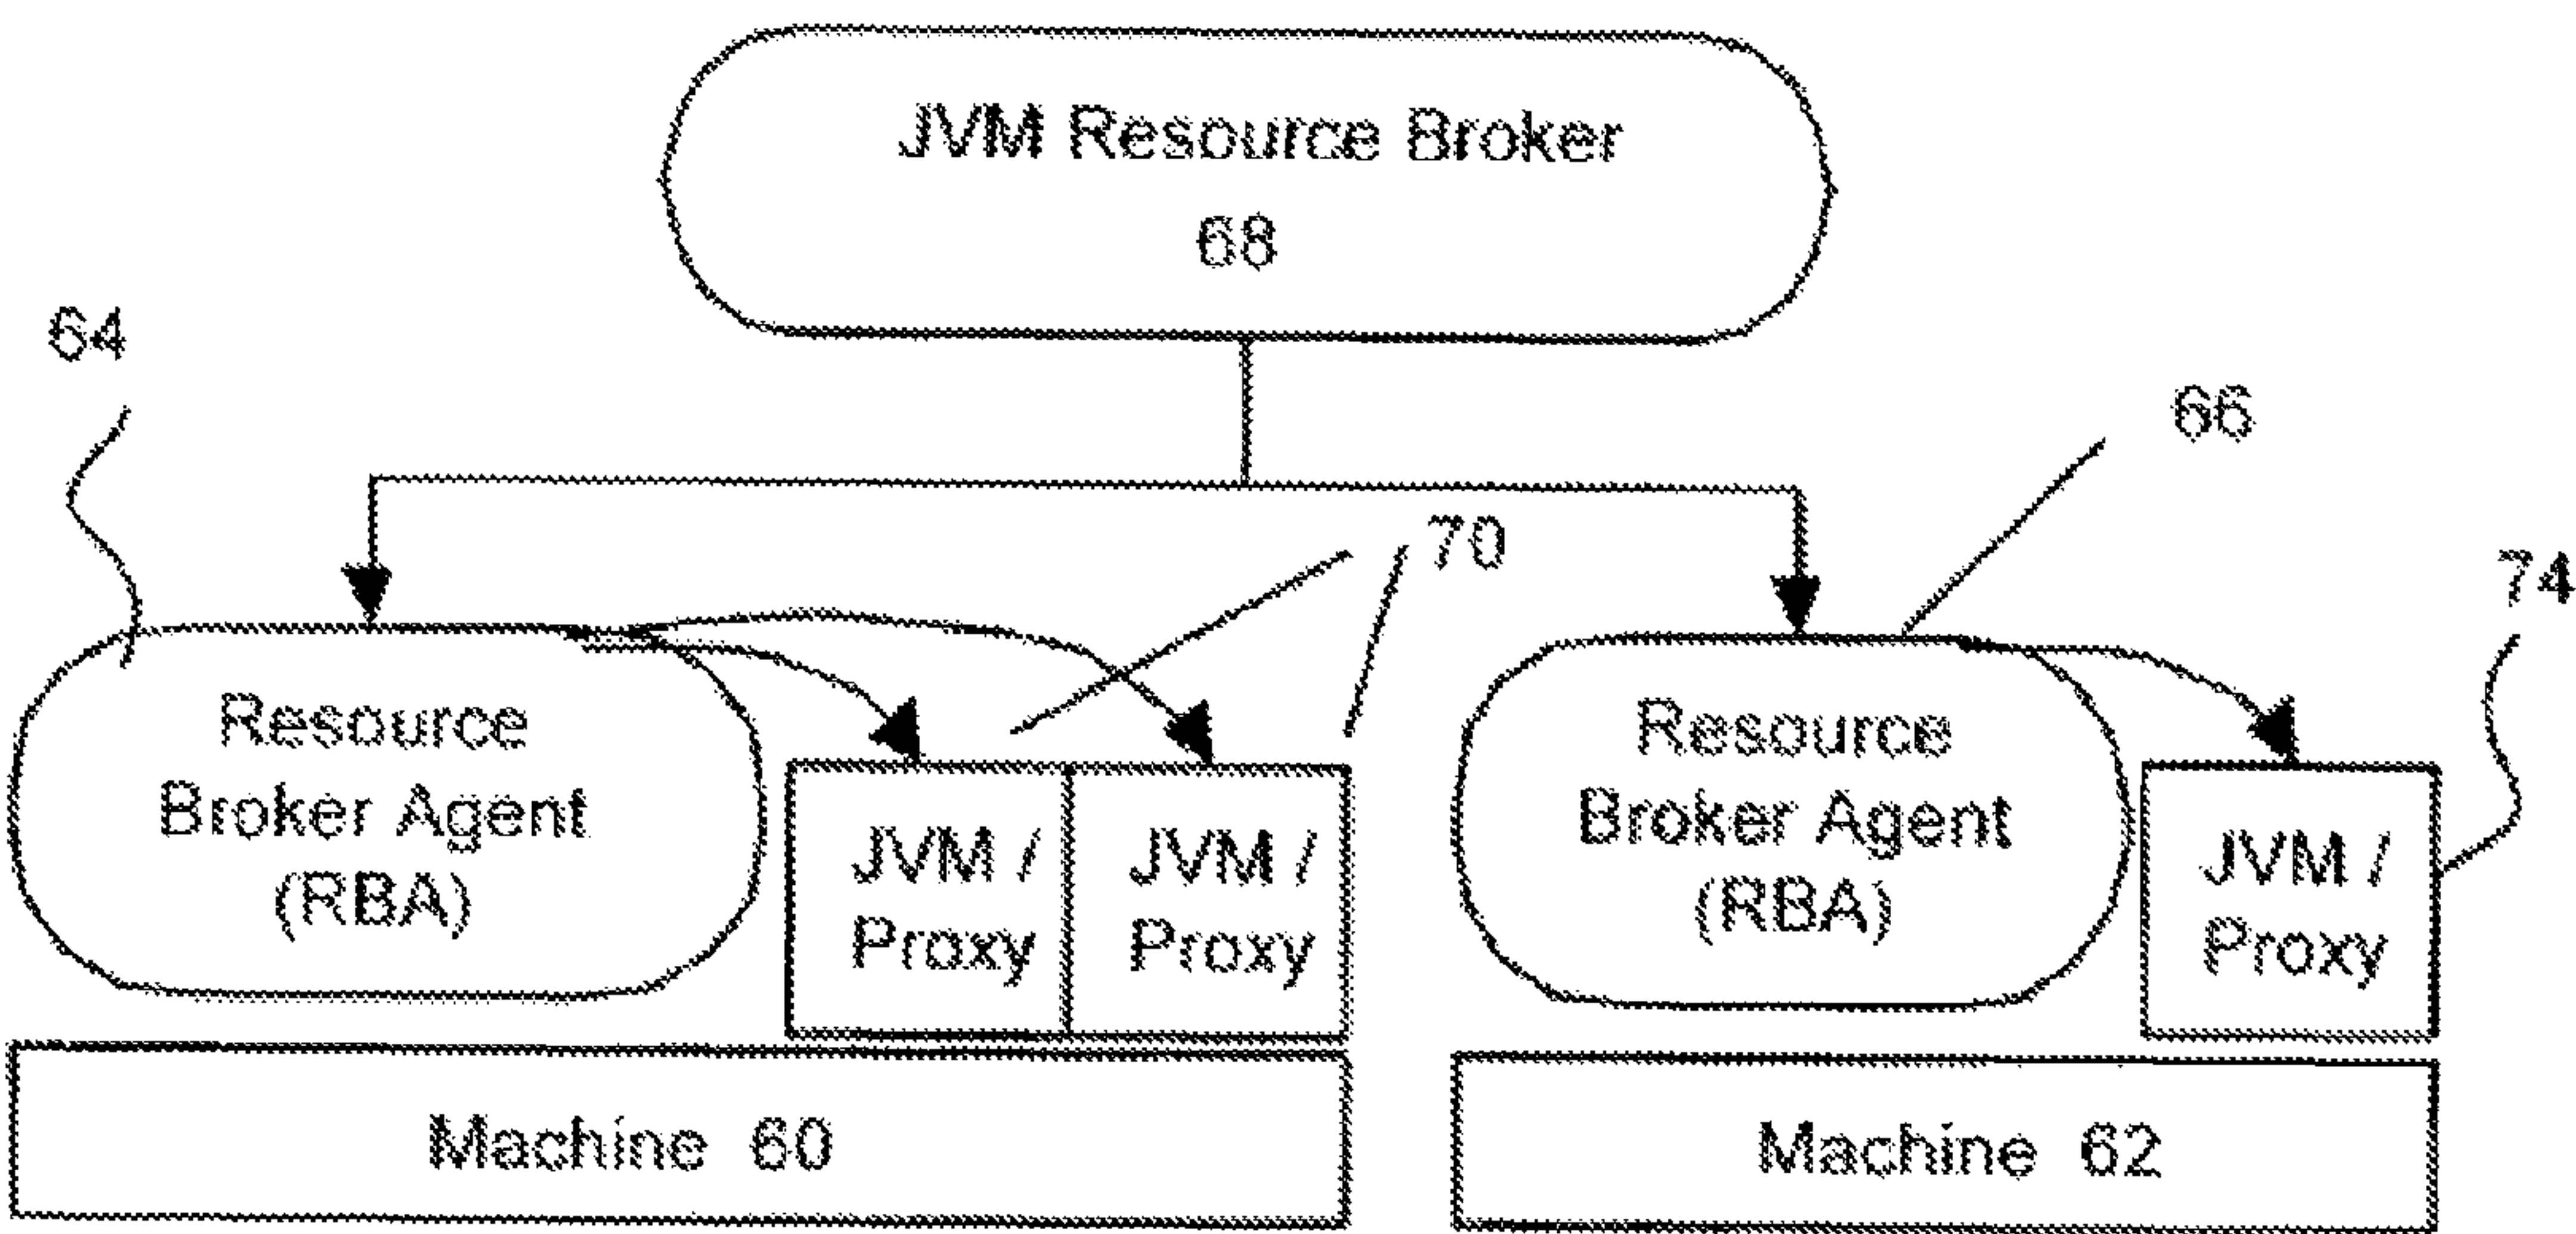 JVM Resource Broker
68
64
66
70
74
Resource
Broker Agent
(RBA)
JVM /
Proxy
JVM /
Proxy
Resource
Broker Agent
(RBA)
JVM /
Proxy
Machine 60
Machine 62